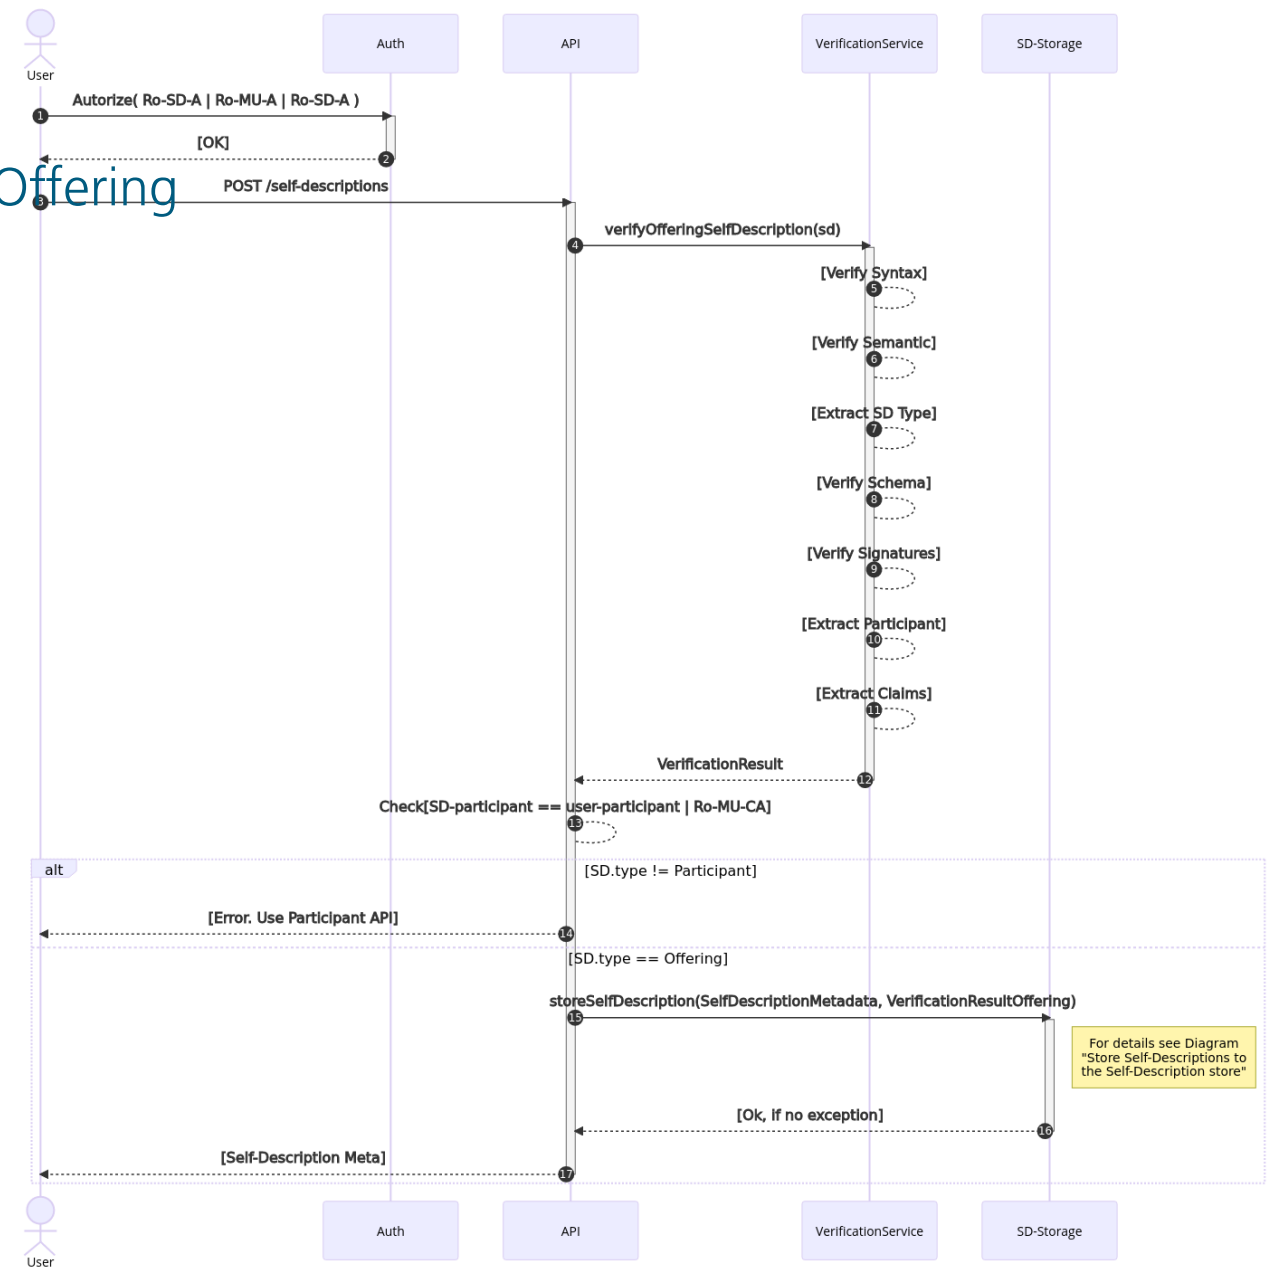 User
Auth
API
VerificationService
SD-Storage
Autorize( Ro-SD-A | Ro-MU-A | Ro-SD-A )
1
[OK]
2
Offering
POST /self-descriptions
3
verifyOfferingSelfDescription(sd)
4
[Verify Syntax]
5
[Verify Semantic]
6
[Extract SD Type]
7
[Verify Schema]
8
[Verify Signatures]
9
[Extract Participant]
10
[Extract Claims]
11
VerificationResult
12
Check[SD-participant == user-participant | Ro-MU-CA]
13
alt
[SD.type != Participant]
[Error. Use Participant API]
14
[SD.type == Offering]
storeSelfDescription(SelfDescriptionMetadata, VerificationResultOffering)
15
For details see Diagram
"Store Self-Descriptions to
the Self-Description store"
[Ok, if no exception]
16
[Self-Description Meta]
17
User
Auth
API
VerificationService
SD-Storage